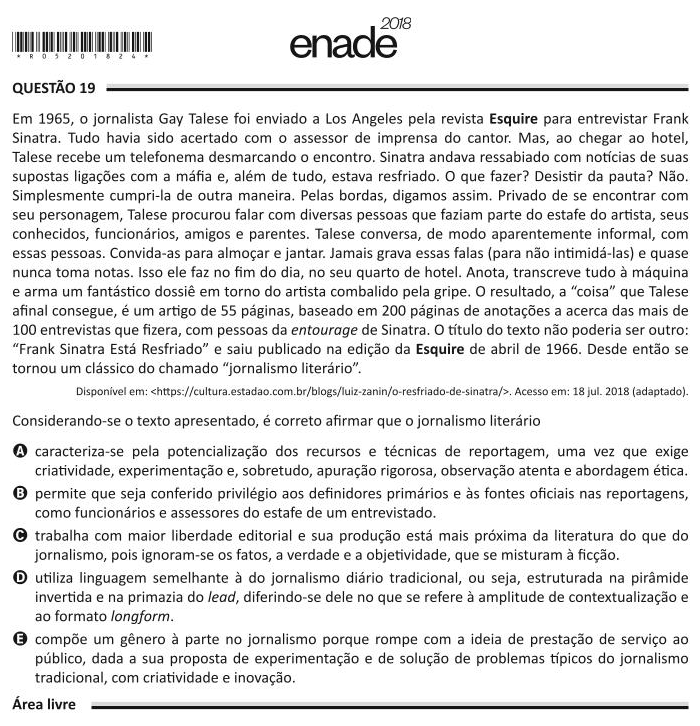 2018
enade
* R 0 5 2 0 1 8 2 4 *
QUESTÃO 19
Em 1965, o jornalista Gay Talese foi enviado a Los Angeles pela revista Esquire para entrevistar Frank
Sinatra. Tudo havia sido acertado com o assessor de imprensa do cantor. Mas, ao chegar ao hotel,
Talese recebe um telefonema desmarcando o encontro. Sinatra andava ressabiado com notícias de suas
supostas ligações com a máfia e, além de tudo, estava resfriado. O que fazer? Desistir da pauta? Não.
Simplesmente cumpri-la de outra maneira. Pelas bordas, digamos assim. Privado de se encontrar com
seu personagem, Talese procurou falar com diversas pessoas que faziam parte do estafe do artista, seus
conhecidos, funcionários, amigos e parentes. Talese conversa, de modo aparentemente informal, com
essas pessoas. Convida-as para almoçar e jantar. Jamais grava essas falas (para não intimidá-las) e quase
nunca toma notas. Isso ele faz no fim do dia, no seu quarto de hotel. Anota, transcreve tudo à máquina
e arma um fantástico dossiê em torno do artista combalido pela gripe. O resultado, a “coisa” que Talese
afinal consegue, é um artigo de 55 páginas, baseado em 200 páginas de anotações a acerca das mais de
100 entrevistas que fizera, com pessoas da entourage de Sinatra. O título do texto não poderia ser outro:
“Frank Sinatra Está Resfriado” e saiu publicado na edição da Esquire de abril de 1966. Desde então se
tornou um clássico do chamado “jornalismo literário”.
Disponível em: <https://cultura.estadao.com.br/blogs/luiz-zanin/o-resfriado-de-sinatra/>. Acesso em: 18 jul. 2018 (adaptado).
Considerando-se o texto apresentado, é correto afirmar que o jornalismo literário
A caracteriza-se pela potencialização dos recursos e técnicas de reportagem, uma vez que exige
criatividade, experimentação e, sobretudo, apuração rigorosa, observação atenta e abordagem ética.
B permite que seja conferido privilégio aos definidores primários e às fontes oficiais nas reportagens,
como funcionários e assessores do estafe de um entrevistado.
C trabalha com maior liberdade editorial e sua produção está mais próxima da literatura do que do
jornalismo, pois ignoram-se os fatos, a verdade e a objetividade, que se misturam à ficção.
D utiliza linguagem semelhante à do jornalismo diário tradicional, ou seja, estruturada na pirâmide
invertida e na primazia do lead, diferindo-se dele no que se refere à amplitude de contextualização e
ao formato longform.
E compõe um gênero à parte no jornalismo porque rompe com a ideia de prestação de serviço ao
público, dada a sua proposta de experimentação e de solução de problemas típicos do jornalismo
tradicional, com criatividade e inovação.
Área livre